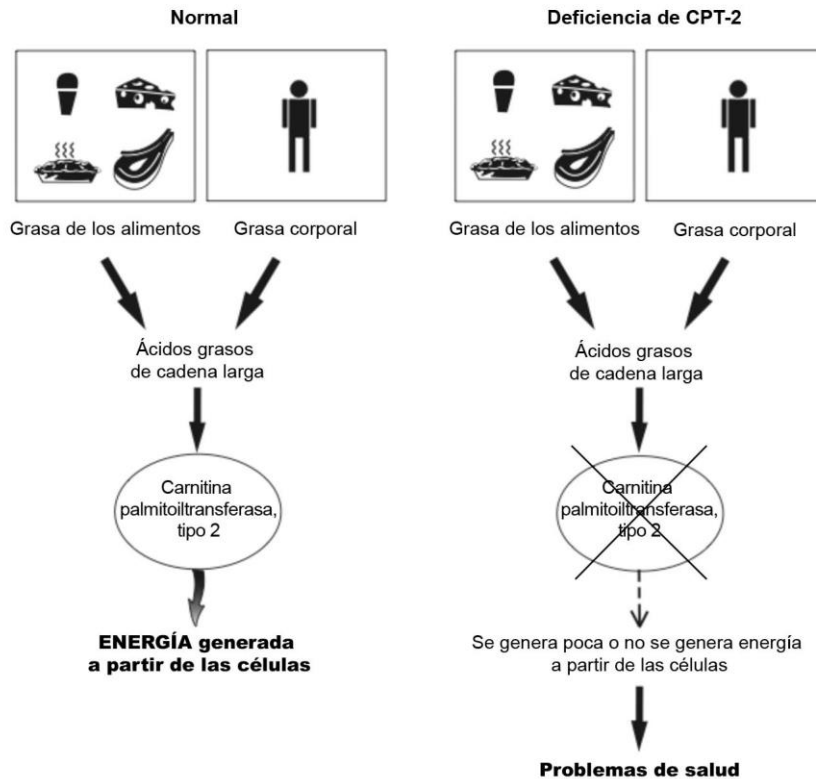 Normal
Grasa de los alimentos
Grasa corporal
Ácidos grasos
de cadena larga
Carnitina
palmitoiltransferasa,
tipo 2
ENERGÍA generada
a partir de las células
Deficiencia de CPT-2
Grasa de los alimentos
Grasa corporal
Ácidos grasos
de cadena larga
Carnitina
palmitoiltransferasa,
tipo 2
Se genera poca o no se genera energía
a partir de las células
Problemas de salud